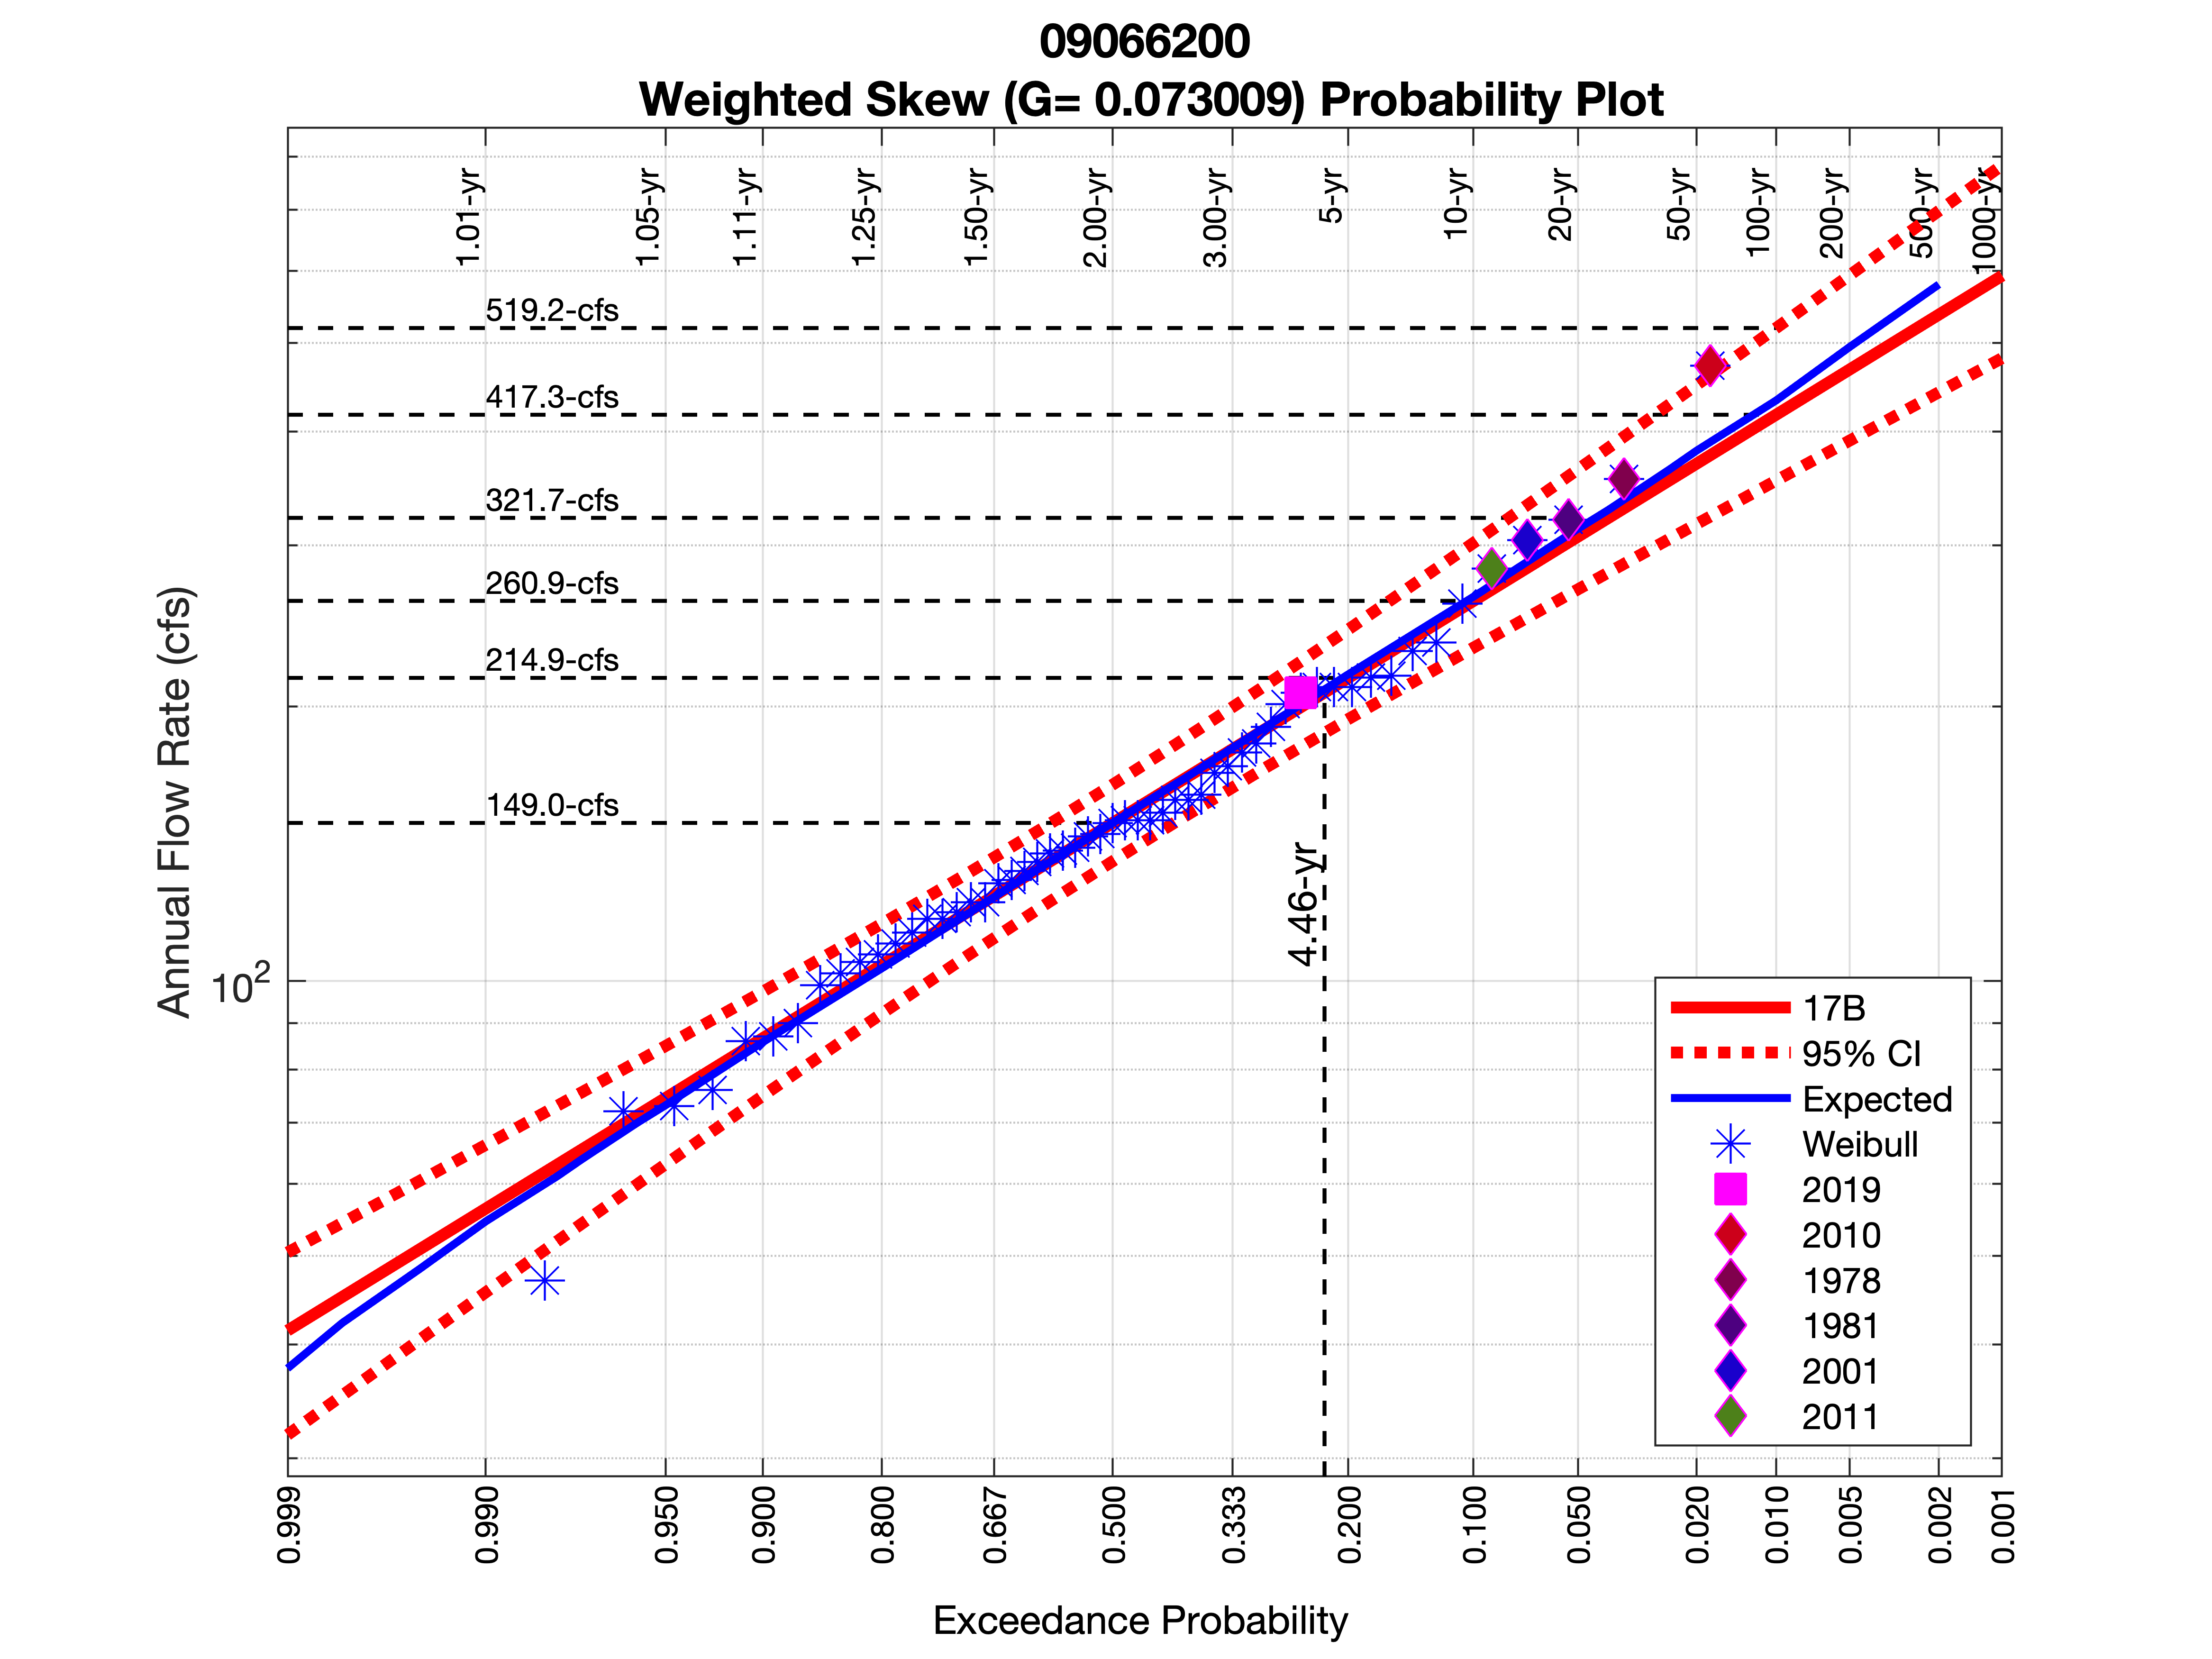 09066200
Weighted Skew (G= 0.073009) Probability Plot
1.01-yr
1.05-yr
1.11-yr
1.25-yr
1.50-yr
2.00-yr
3.00-yr
5-yr
10-yr
20-yr
50-yr
100-yr
200-yr
500-yr
1000-yr
519.2-cfs
417.3-cfs
321.7-cfs
260.9-cfs
214.9-cfs
149.0-cfs
4.46-yr
Annual Flow Rate (cfs)
10²
17B
95% CI
Expected
Weibull
2019
2010
1978
1981
2001
2011
0.999
0.990
0.950
0.900
0.800
0.667
0.500
0.333
0.200
0.100
0.050
0.020
0.010
0.005
0.002
0.001
Exceedance Probability